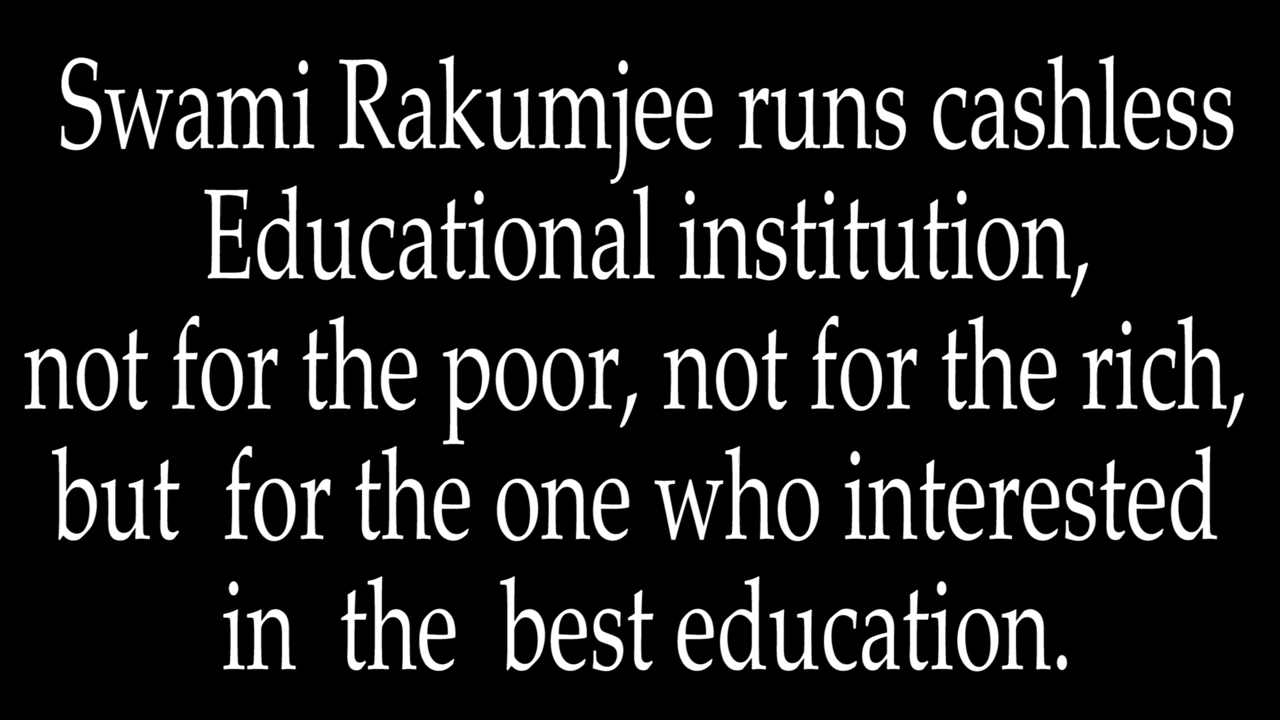 Swami Rakumjee runs cashless
Educational institution,
not for the poor, not for the rich,
but for the one who interested
in the best education.